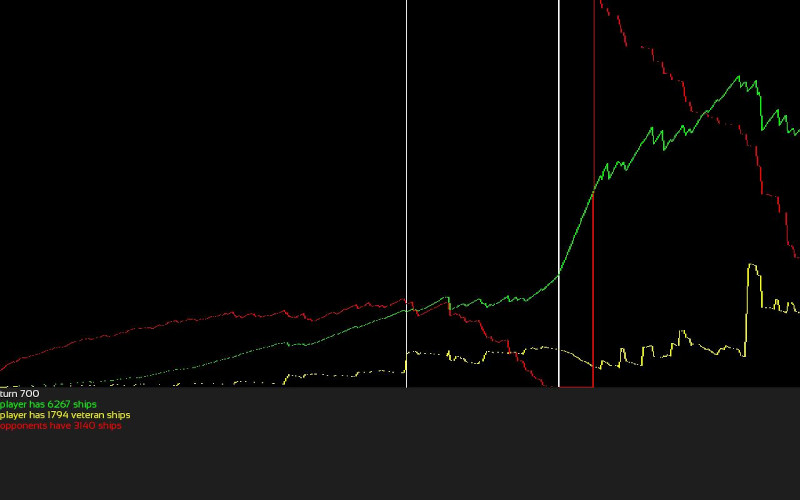 turn 700
player has 6267 ships
player has 1794 veteran ships
opponents have 3140 ships